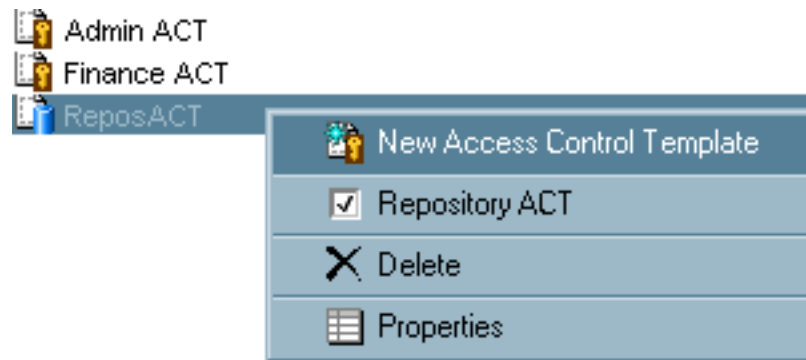 Admin ACT
Finance ACT
ReposACT
New Access Control Template
Repository ACT
Delete
Properties